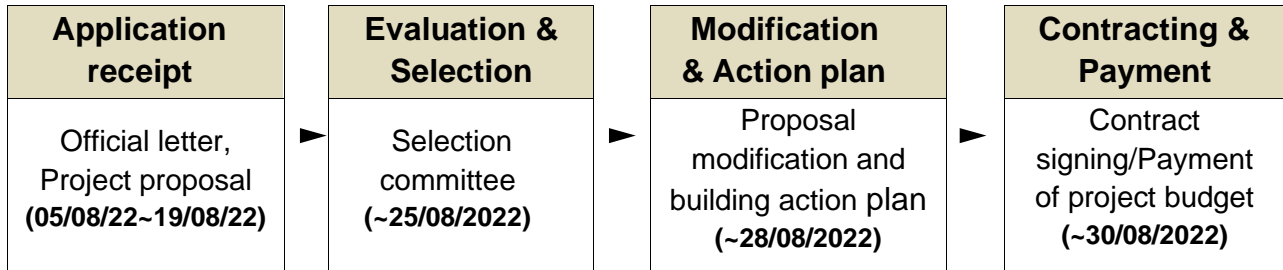 Application
receipt
Official letter,
Project proposal
(05/08/22~19/08/22)
Evaluation &
Selection
Selection
committee
(~25/08/2022)
Modification
& Action plan
Proposal
modification and
building action plan
(~28/08/2022)
Contracting &
Payment
Contract
signing/Payment
of project budget
(~30/08/2022)